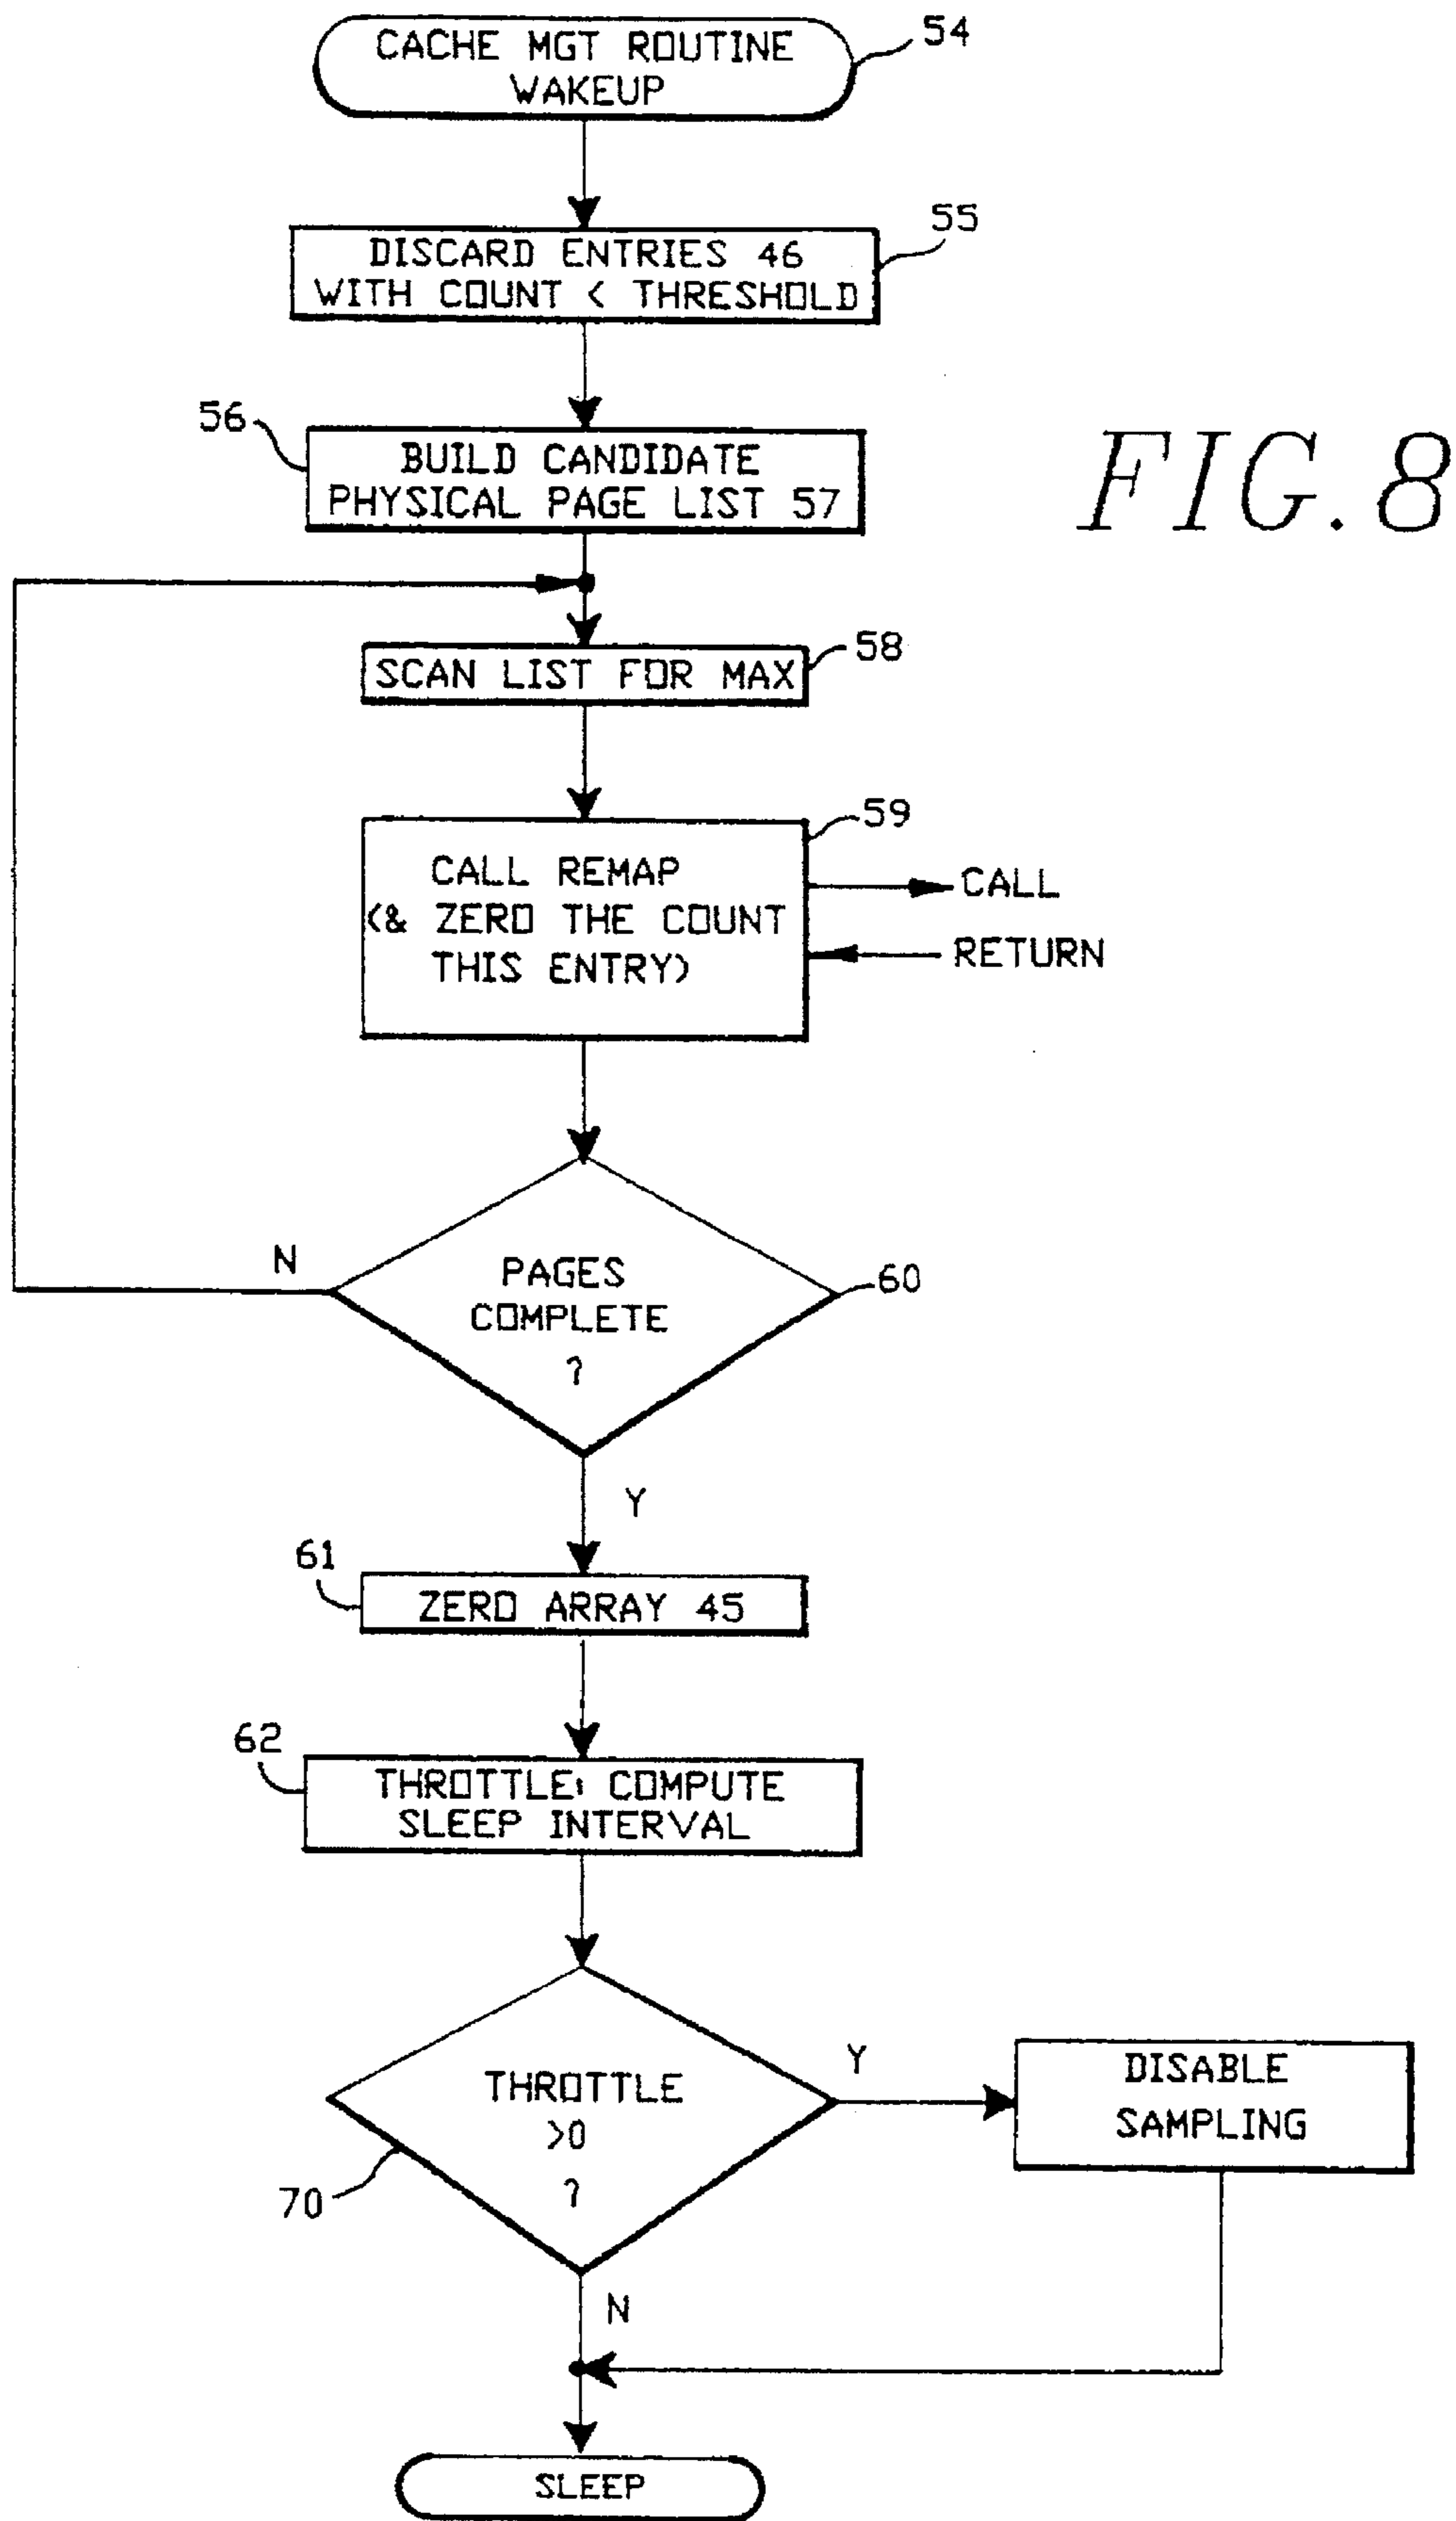 CACHE MGT ROUTINE
WAKEUP
54
DISCARD ENTRIES 46
WITH COUNT < THRESHOLD
55
56
BUILD CANDIDATE
PHYSICAL PAGE LIST 57
FIG. 8
SCAN LIST FOR MAX
58
59
CALL REMAP
(& ZERO THE COUNT
THIS ENTRY)
CALL
RETURN
N
PAGES
COMPLETE
?
60
Y
61
ZERO ARRAY 45
62
THROTTLE: COMPUTE
SLEEP INTERVAL
THROTTLE
>0
?
Y
DISABLE
SAMPLING
70
N
SLEEP